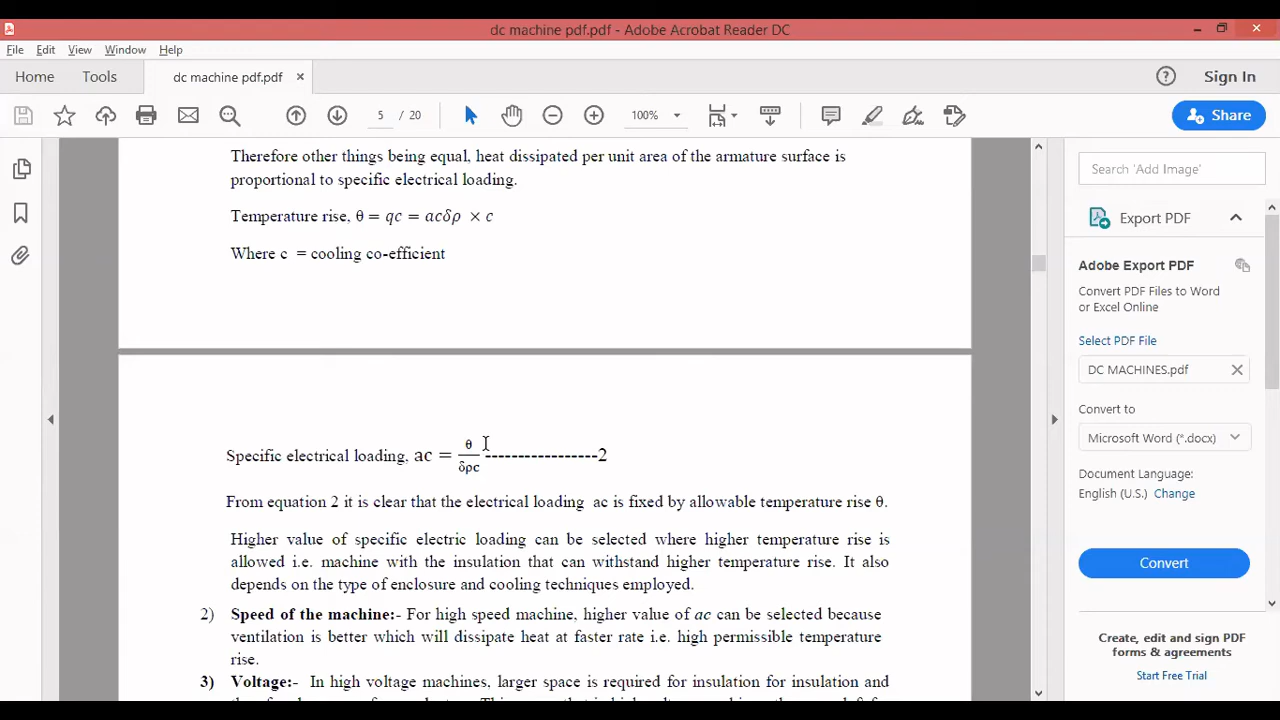 dc machine pdf.pdf - Adobe Acrobat Reader DC
File Edit View Window Help
Home Tools dc machine pdf.pdf × Sign In
5 / 20 100% Share
Therefore other things being equal, heat dissipated per unit area of the armature surface is
proportional to specific electrical loading.
Temperature rise, θ = qc = acδρ × c
Where c = cooling co-efficient
Specific electrical loading, ac = θ/δρc -----------------2
From equation 2 it is clear that the electrical loading ac is fixed by allowable temperature rise θ.
Higher value of specific electric loading can be selected where higher temperature rise is
allowed i.e. machine with the insulation that can withstand higher temperature rise. It also
depends on the type of enclosure and cooling techniques employed.
2) Speed of the machine:- For high speed machine, higher value of ac can be selected because
ventilation is better which will dissipate heat at faster rate i.e. high permissible temperature
rise.
3) Voltage:- In high voltage machines, larger space is required for insulation for insulation and
Search 'Add Image'
Export PDF
Adobe Export PDF
Convert PDF Files to Word
or Excel Online
Select PDF File
DC MACHINES.pdf
Convert to
Microsoft Word (*.docx)
Document Language:
English (U.S.) Change
Convert
Create, edit and sign PDF
forms & agreements
Start Free Trial